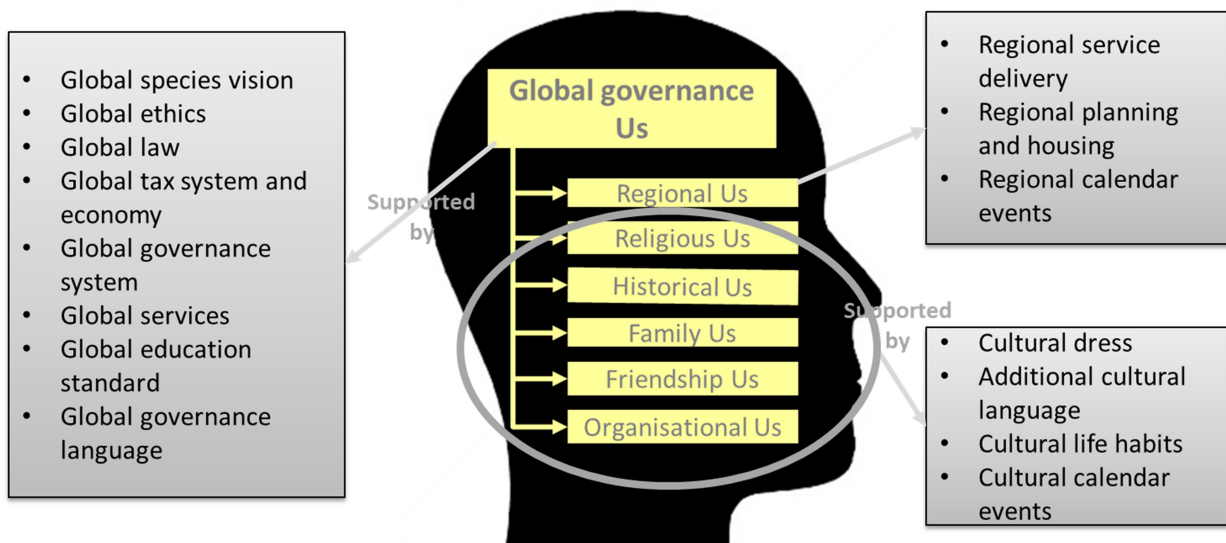 • Global species vision
• Global ethics
• Global law
• Global tax system and
economy
• Global governance
system
• Global services
• Global education
standard
• Global governance
language
Supported
by
Global governance
Us
Regional Us
Religious Us
Historical Us
Family Us
Friendship Us
Organisational Us
• Regional service
delivery
• Regional planning
and housing
• Regional calendar
events
Supported
by
• Cultural dress
• Additional cultural
language
• Cultural life habits
• Cultural calendar
events